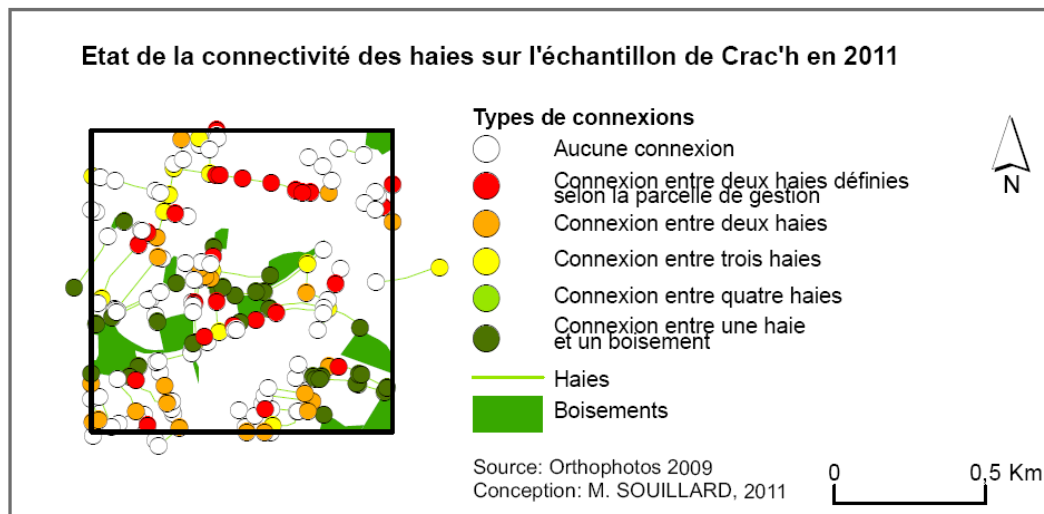 Etat de la connectivité des haies sur l'échantillon de Crac'h en 2011
Types de connexions
Aucune connexion
Connexion entre deux haies définies
selon la parcelle de gestion
Connexion entre deux haies
Connexion entre trois haies
Connexion entre quatre haies
Connexion entre une haie
et un boisement
Haies
Boisements
N
Source: Orthophotos 2009
Conception: M. SOUILLARD, 2011
0 0,5 Km